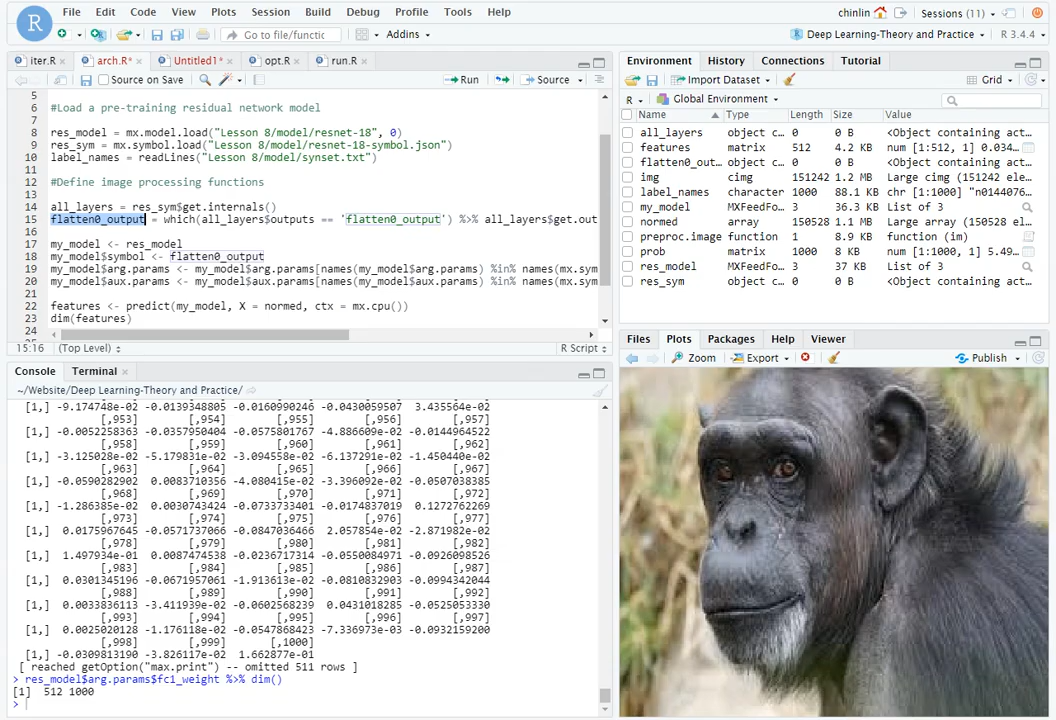 File Edit Code View Plots Session Build Debug Profile Tools Help
chinlin Sessions (11)
R
Go to file/functic Addins
Deep Learning-Theory and Practice R 3.4.4
iter.R × arch.R* × Untitled1* × opt.R × run.R ×
Source on Save Run Source
5
6 #Load a pre-training residual network model
7
8 res_model = mx.model.load("Lesson 8/model/resnet-18", 0)
9 res_sym = mx.symbol.load("Lesson 8/model/resnet-18-symbol.json")
10 label_names = readLines("Lesson 8/model/synset.txt")
11
12 #Define image processing functions
13
14 all_layers = res_sym$get.internals()
15 flatten0_output = which(all_layers$outputs == 'flatten0_output') %>% all_layers$get.out
16
17 my_model <- res_model
18 my_model$symbol <- flatten0_output
19 my_model$arg.params <- my_model$arg.params[names(my_model$arg.params) %in% names(mx.sym
20 my_model$aux.params <- my_model$aux.params[names(my_model$aux.params) %in% names(mx.sym
21
22 features <- predict(my_model, X = normed, ctx = mx.cpu())
23 dim(features)
24
15:16 (Top Level) R Script
Console Terminal ×
~/Website/Deep Learning-Theory and Practice/
[1,] -9.174748e-02 -0.0139348805 -0.0160990246 -0.0430059507 3.435564e-02
[,953] [,954] [,955] [,956] [,957]
[1,] -0.0052258363 -0.0357950404 -0.0575801767 -4.886609e-02 -0.0144964522
[,958] [,959] [,960] [,961] [,962]
[1,] -3.125028e-02 -5.179831e-02 -3.094558e-02 -6.137291e-02 -1.450440e-02
[,963] [,964] [,965] [,966] [,967]
[1,] -0.0590282902 0.0083710356 -4.080415e-02 -3.396092e-02 -0.0507038385
[,968] [,969] [,970] [,971] [,972]
[1,] -1.286385e-02 0.0030743424 -0.0733733401 -0.0174837019 0.1272762269
[,973] [,974] [,975] [,976] [,977]
[1,] 0.0175967645 -0.0571737066 -0.0847036466 2.057854e-02 -2.871982e-02
[,978] [,979] [,980] [,981] [,982]
[1,] 1.497934e-01 0.0087474538 -0.0236717314 -0.0550084971 -0.0926098526
[,983] [,984] [,985] [,986] [,987]
[1,] 0.0301345196 -0.0671957061 -1.913613e-02 -0.0810832903 -0.0994342044
[,988] [,989] [,990] [,991] [,992]
[1,] 0.0033836113 -3.411939e-02 -0.0602568239 0.0431018285 -0.0525053330
[,993] [,994] [,995] [,996] [,997]
[1,] 0.0025020128 -1.176118e-02 -0.0547868423 -7.336973e-03 -0.0932159200
[,998] [,999] [,1000]
[1,] -0.0309813190 -3.826117e-02 1.662877e-01
[ reached getOption("max.print") -- omitted 511 rows ]
> res_model$arg.params$fc1_weight %>% dim()
[1] 512 1000
>
Environment History Connections Tutorial
Import Dataset Grid
R Global Environment
Name Type Length Size Value
all_layers object c... 0 0 B <Object containing act...
features matrix 512 4.2 KB num [1:512, 1] 0.034...
flatten0_ou... object c... 0 0 B <Object containing act...
img cimg 151242 1.2 MB Large cimg (151242 ele...
label_names character 1000 88.1 KB chr [1:1000] "n0144076...
my_model MXFeedFo... 3 36.3 KB List of 3
normed array 150528 1.1 MB Large array (150528 el...
preproc.image function 1 8.9 KB function (im)
prob matrix 1000 8 KB num [1:1000, 1] 5.49...
res_model MXFeedFo... 3 37 KB List of 3
res_sym object c... 0 0 B <Object containing act...
Files Plots Packages Help Viewer
Zoom Export Publish